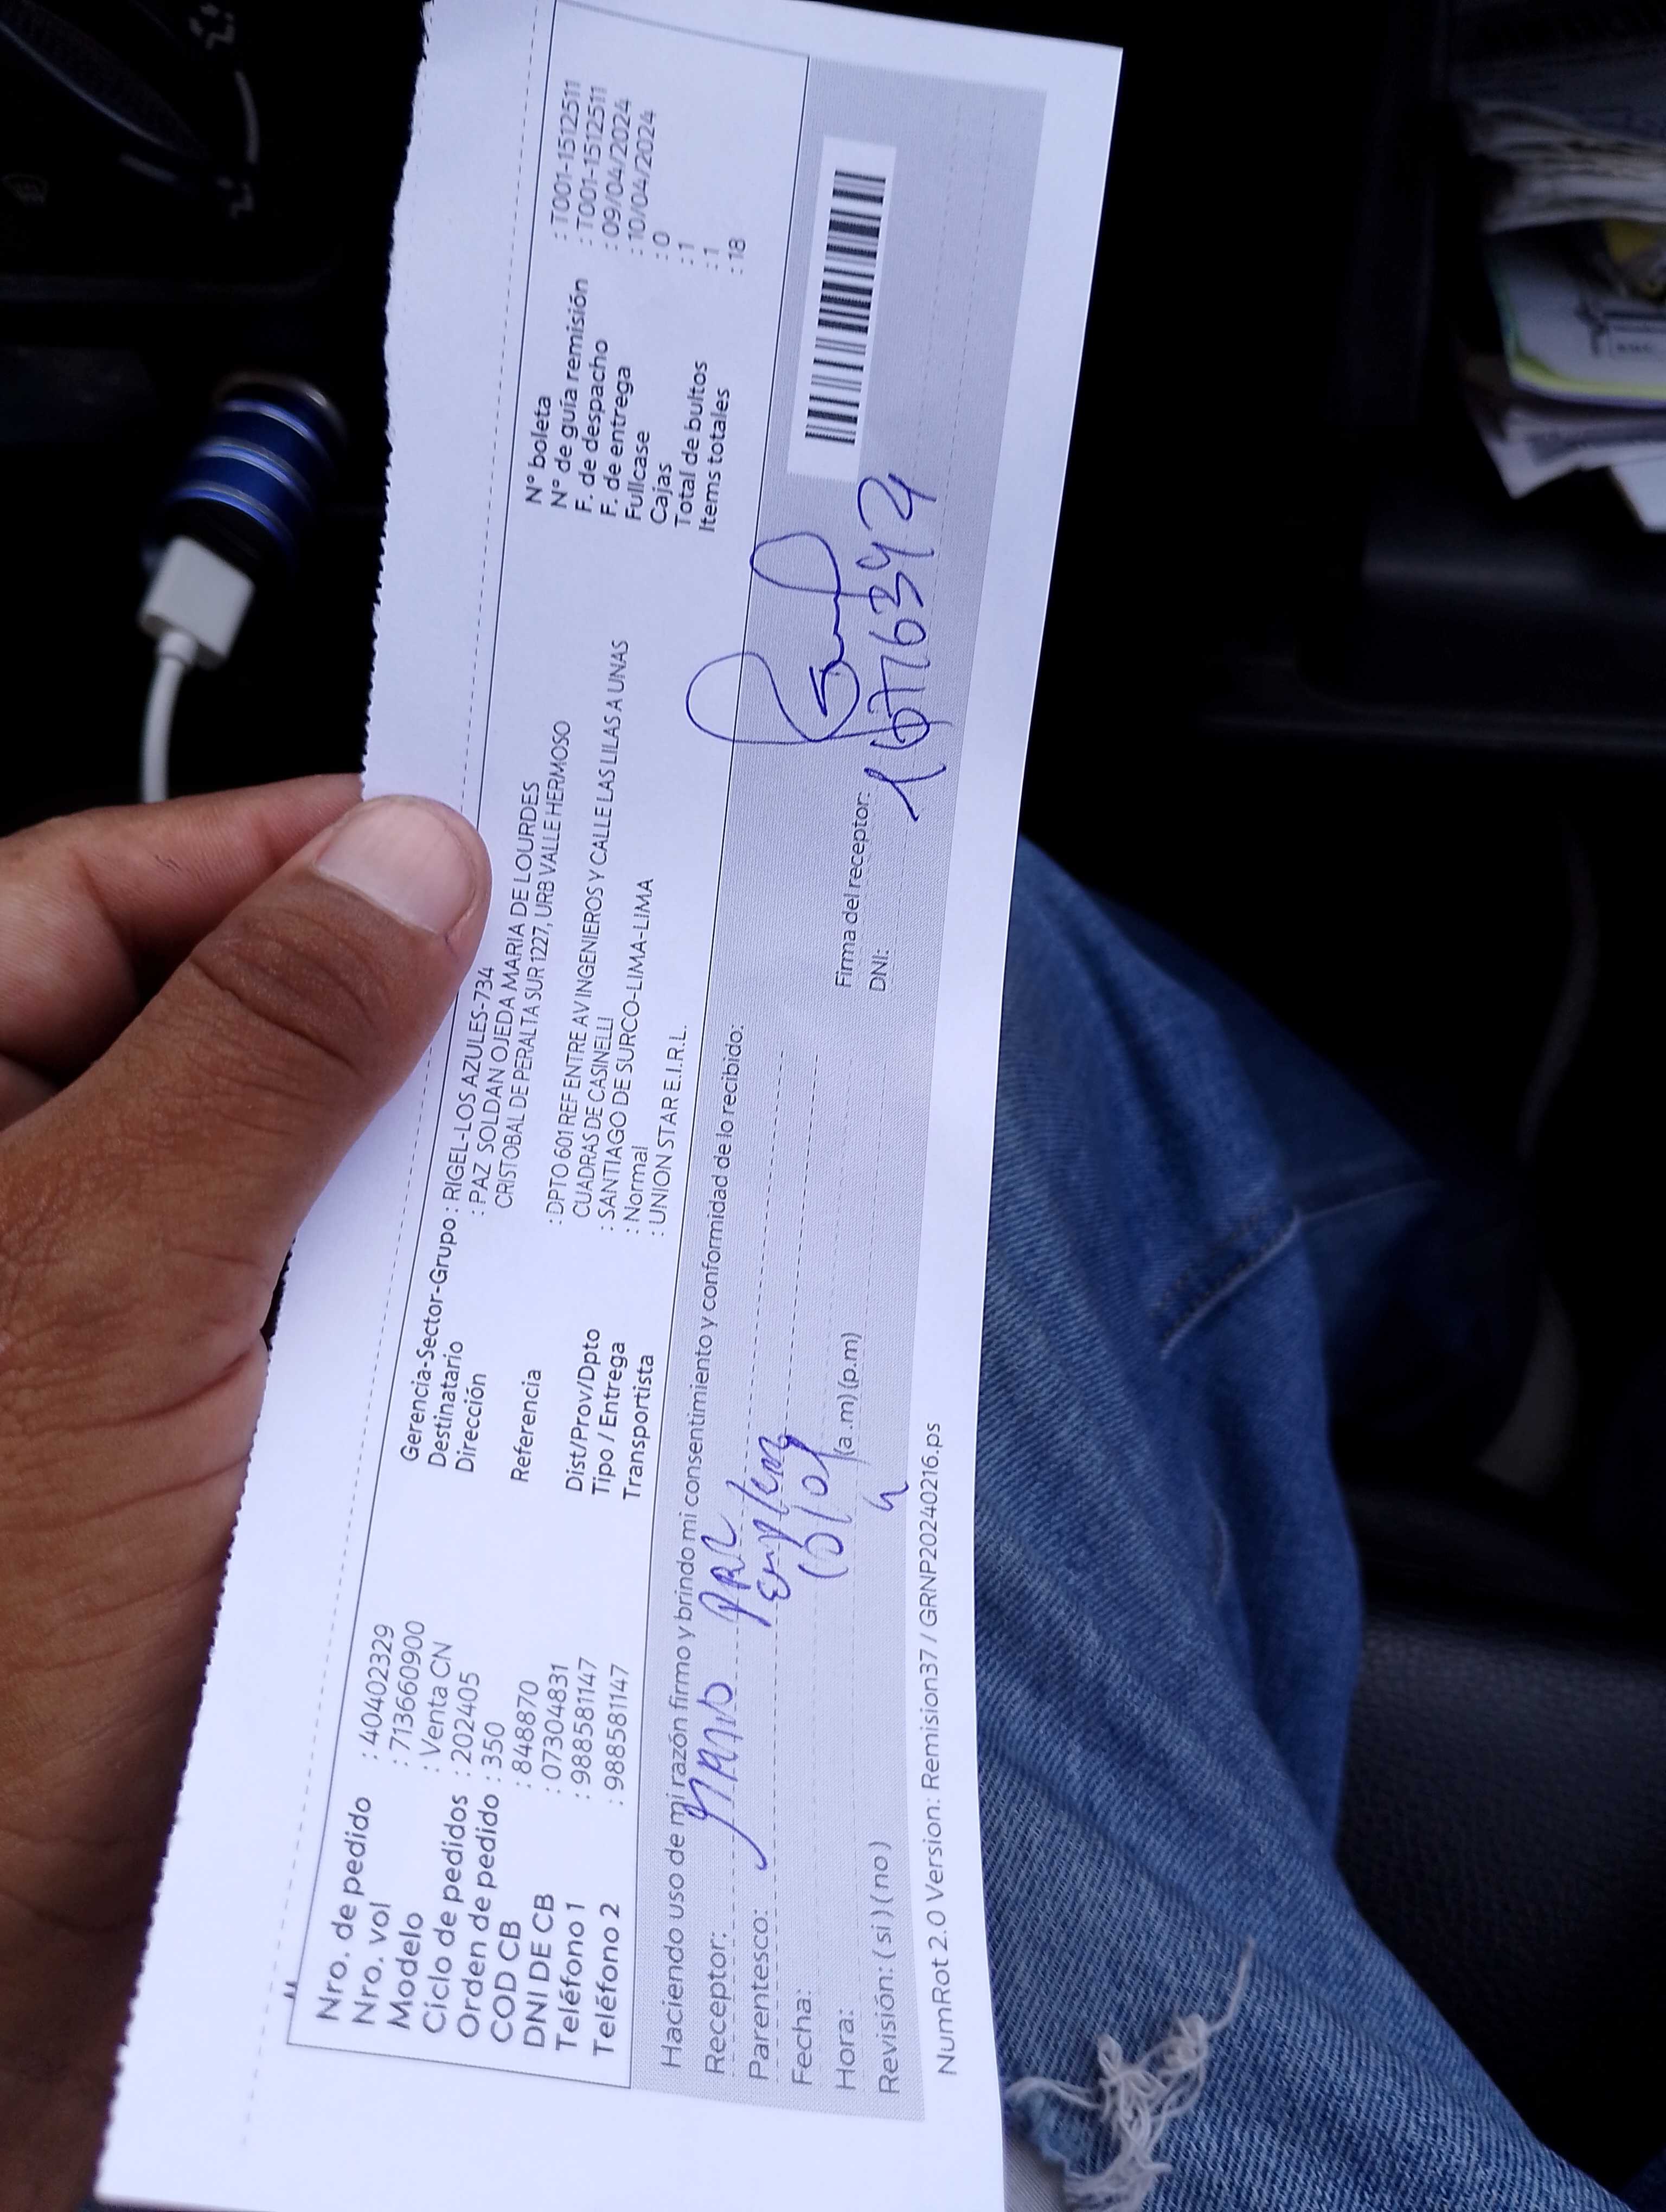 Nro. de pedido : 40402329
Nro. vol : 713660900
Modelo : Venta CN
Ciclo de pedidos : 202405
Orden de pedido : 350
COD CB : 848870
DNI DE CB : 07304831
Teléfono 1 : 988581147
Teléfono 2 : 988581147
Gerencia-Sector-Grupo : RIGEL-LOS AZULES-734
Destinatario : PAZ SOLDAN OJEDA MARIA DE LOURDES
Dirección CRISTOBAL DE PERALTA SUR 1227, URB VALLE HERMOSO
Referencia : DPTO 601 REF ENTRE AV INGENIEROS Y CALLE LAS LILAS A UNAS
CUADRAS DE CASINELLI
Dist/Prov/Dpto : SANTIAGO DE SURCO-LIMA-LIMA
Tipo / Entrega : Normal
Transportista : UNION STAR E.I.R.L.
N° boleta : T001-1512511
N° de guía remisión : T001-1512511
F. de despacho : 09/04/2024
F. de entrega : 10/04/2024
Fullcase : 0
Cajas : 1
Total de bultos : 1
Items totales : 18
Haciendo uso de mi razón firmo y brindo mi consentimiento y conformidad de lo recibido:
Receptor:
Parentesco:
Fecha:
Hora: (a.m) (p.m)
Revisión: ( si ) ( no )
Firma del receptor:
DNI:
NumRot 2.0 Version: Remision37 / GRNP20240216.ps